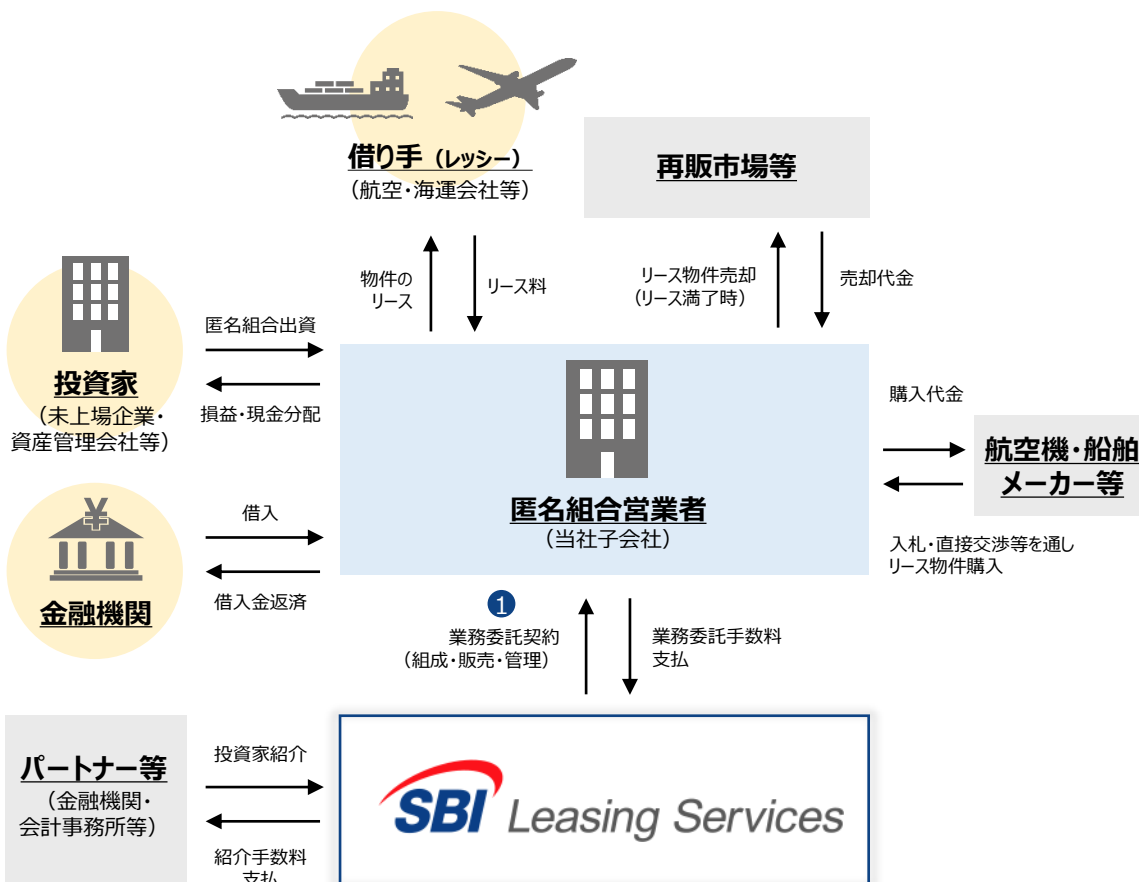 借り手（レッシー）
（航空・海運会社等）
再販市場等
物件の
リース
リース料
リース物件売却
（リース満了時）
売却代金
投資家
（未上場企業・
資産管理会社等）
匿名組合出資
損益・現金分配
匿名組合営業者
（当社子会社）
購入代金
航空機・船舶
メーカー等
入札・直接交渉等を通し
リース物件購入
¥
金融機関
借入
借入金返済
1
業務委託契約
（組成・販売・管理）
業務委託手数料
支払
パートナー等
（金融機関・
会計事務所等）
投資家紹介
紹介手数料
支払
SBI Leasing Services